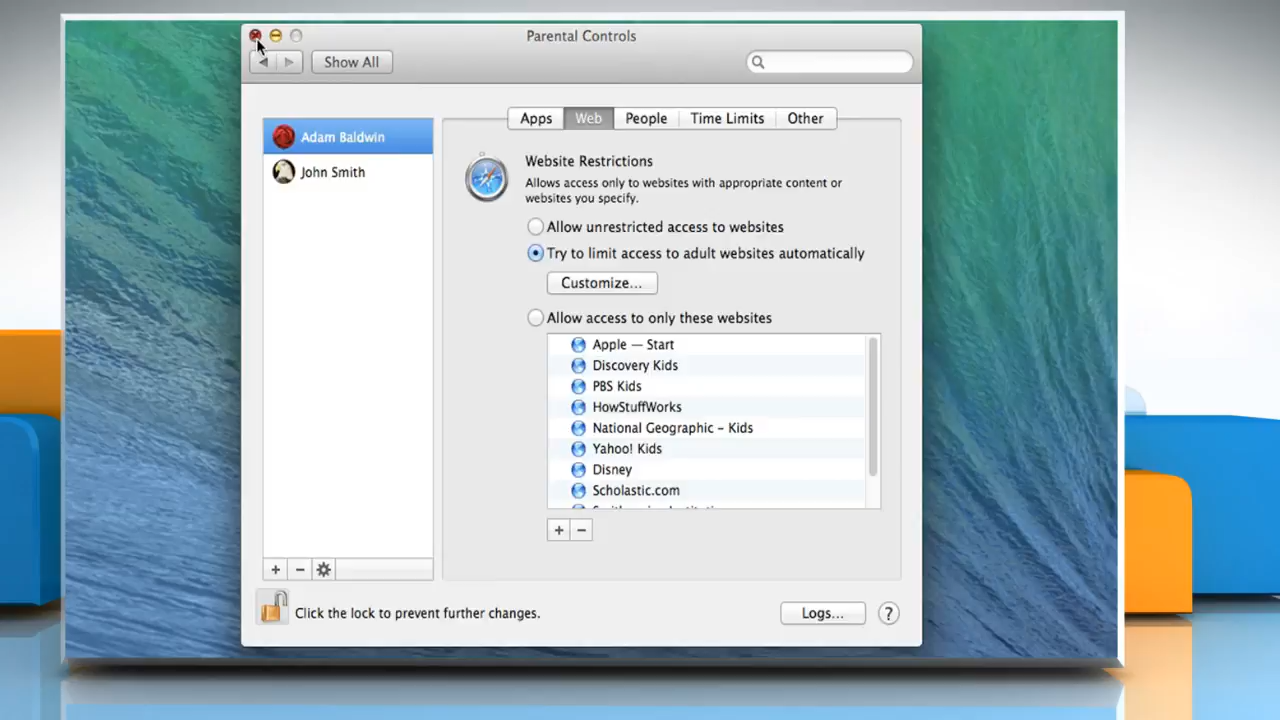 Parental Controls
Show All
Adam Baldwin
John Smith
Apps Web People Time Limits Other
Website Restrictions
Allows access only to websites with appropriate content or
websites you specify.
Allow unrestricted access to websites
Try to limit access to adult websites automatically
Customize...
Allow access to only these websites
Apple — Start
Discovery Kids
PBS Kids
HowStuffWorks
National Geographic – Kids
Yahoo! Kids
Disney
Scholastic.com
Click the lock to prevent further changes.
Logs...
?